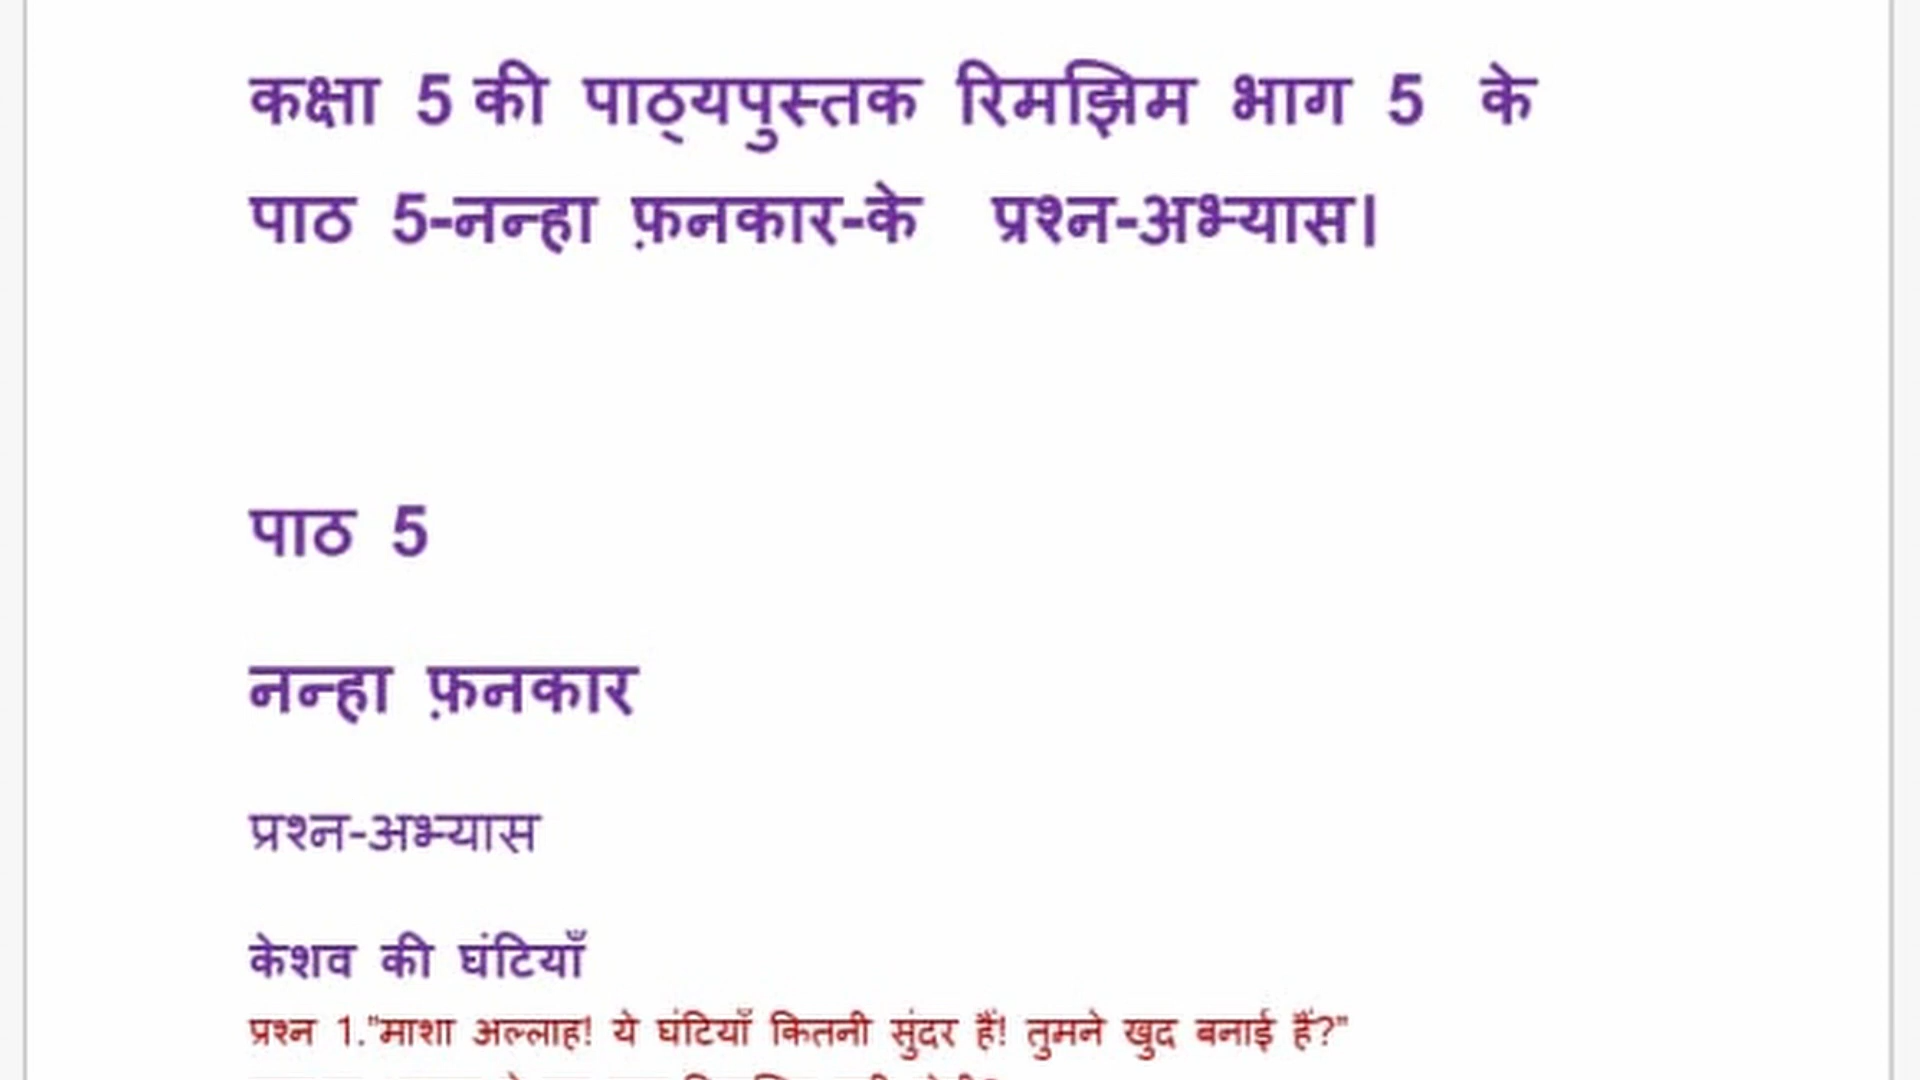 कक्षा 5 की पाठ्यपुस्तक रिमझिम भाग 5 के
पाठ 5-नन्हा फ़नकार-के प्रश्न-अभ्यास।
पाठ 5
नन्हा फ़नकार
प्रश्न-अभ्यास
केशव की घंटियाँ
प्रश्न 1."माशा अल्लाह! ये घंटियाँ कितनी सुंदर हैं! तुमने खुद बनाई हैं?"